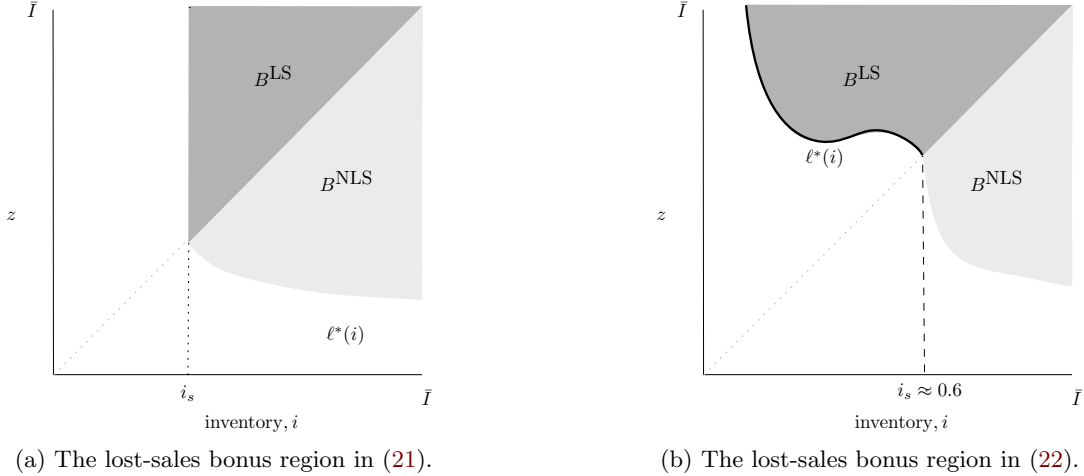 Ī
B^LS
B^NLS
z
ℓ*(i)
i_s
Ī
inventory, i
(a) The lost-sales bonus region in (21).
Ī
B^LS
ℓ*(i)
B^NLS
z
i_s ≈ 0.6
Ī
inventory, i
(b) The lost-sales bonus region in (22).